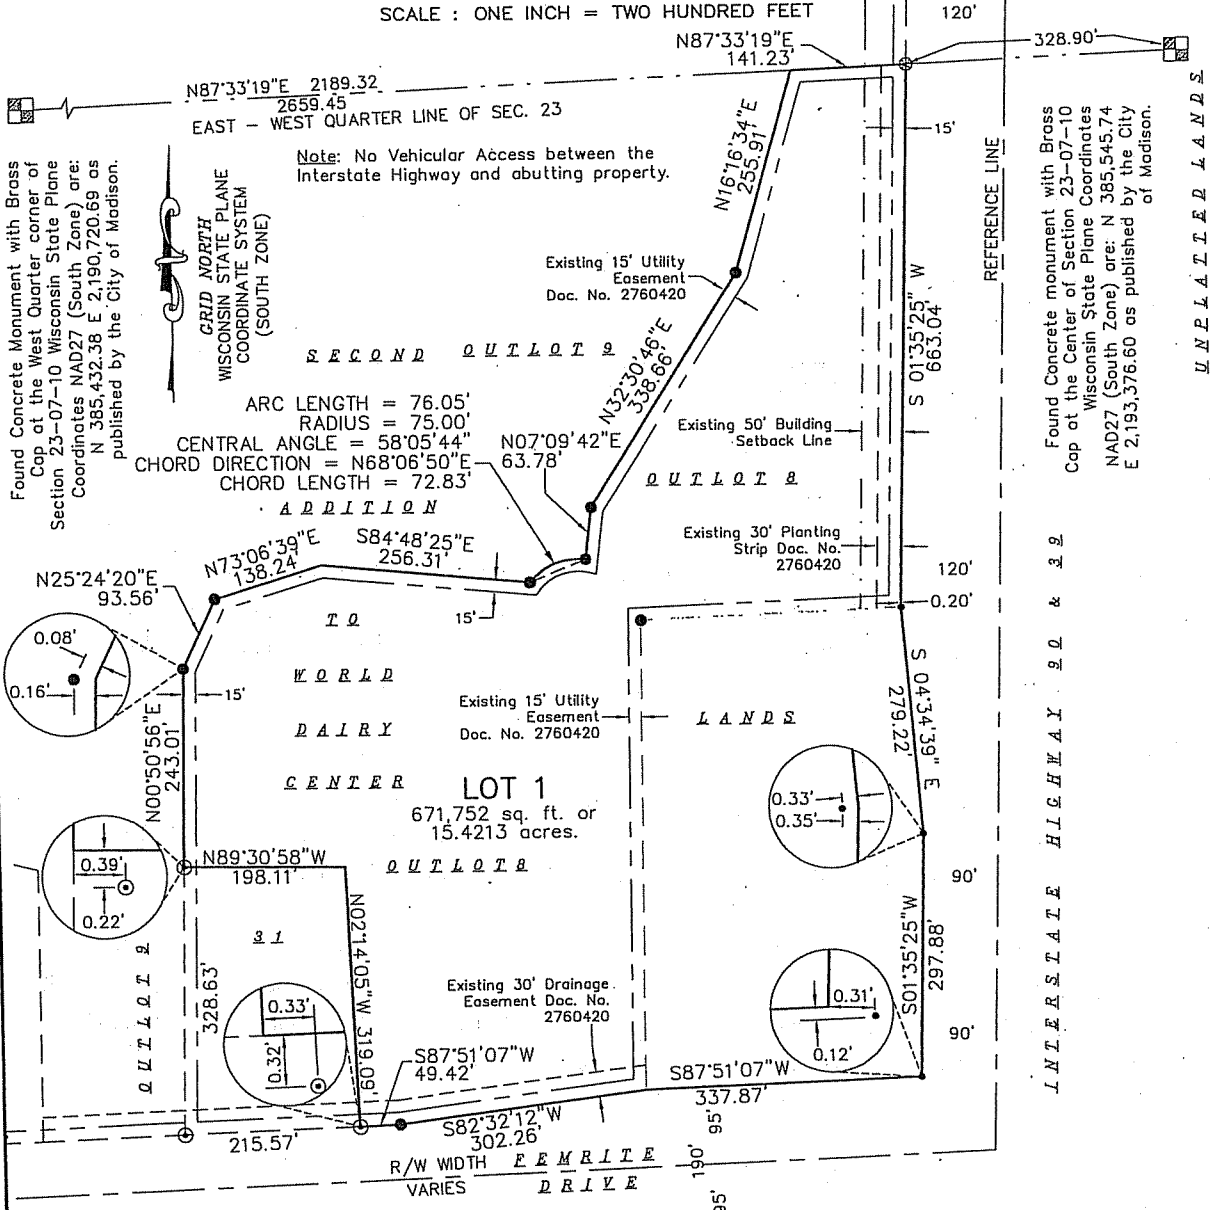 SCALE : ONE INCH = TWO HUNDRED FEET
120'
N87°33'19"E
141.23'
328.90'
N87°33'19"E 2189.32
2659.45
EAST – WEST QUARTER LINE OF SEC. 23
Note: No Vehicular Access between the
Interstate Highway and abutting property.
Found Concrete Monument with Brass
Cap at the West Quarter corner of
Section 23–07–10 Wisconsin State Plane
Coordinates NAD27 (South Zone) are:
N 385,432.38 E 2,190,720.69 as
published by the City of Madison.
GRID NORTH
WISCONSIN STATE PLANE
COORDINATE SYSTEM
(SOUTH ZONE)
N16°16'34"E
255.91'
15'
REFERENCE LINE
Found Concrete monument with Brass
Cap at the Center of Section 23–07–10
Wisconsin State Plane Coordinates
NAD27 (South Zone) are: N 385,545.74
E 2,193,376.60 as published by the City
of Madison.
UNPLATTED LANDS
Existing 15' Utility
Easement
Doc. No. 2760420
S 01°35'25" W
663.04'
SECOND OUTLOT 9
N32°30'46"E
338.66'
ARC LENGTH = 76.05'
RADIUS = 75.00'
CENTRAL ANGLE = 58°05'44"
CHORD DIRECTION = N68°06'50"E
CHORD LENGTH = 72.83'
N07°09'42"E
63.78'
Existing 50' Building
Setback Line
OUTLOT 8
ADDITION
N73°06'39"E
138.24'
S84°48'25"E
256.31'
Existing 30' Planting
Strip Doc. No.
2760420
N25°24'20"E
93.56'
120'
0.20'
TO
15'
0.08'
0.16'
15'
WORLD
Existing 15' Utility
Easement
Doc. No. 2760420
LANDS
S 04°34'39" E
279.22'
INTERSTATE HIGHWAY 90 & 39
N00°50'56"E
243.01'
DAIRY
CENTER
LOT 1
671,752 sq. ft. or
15.4213 acres.
0.33'
0.35'
0.39'
0.22'
N89°30'58"W
198.11'
OUTLOT8
90'
31
N02°14'05"W 319.09'
S01°35'25"W
297.88'
OUTLOT 9
328.63'
0.33'
0.32'
Existing 30' Drainage
Easement Doc. No.
2760420
0.31'
0.12'
90'
S87°51'07"W
49.42'
S87°51'07"W
337.87'
S82°32'12"W
302.26'
215.57'
95'
R/W WIDTH
VARIES
FEMRITE
DRIVE
190'
95'